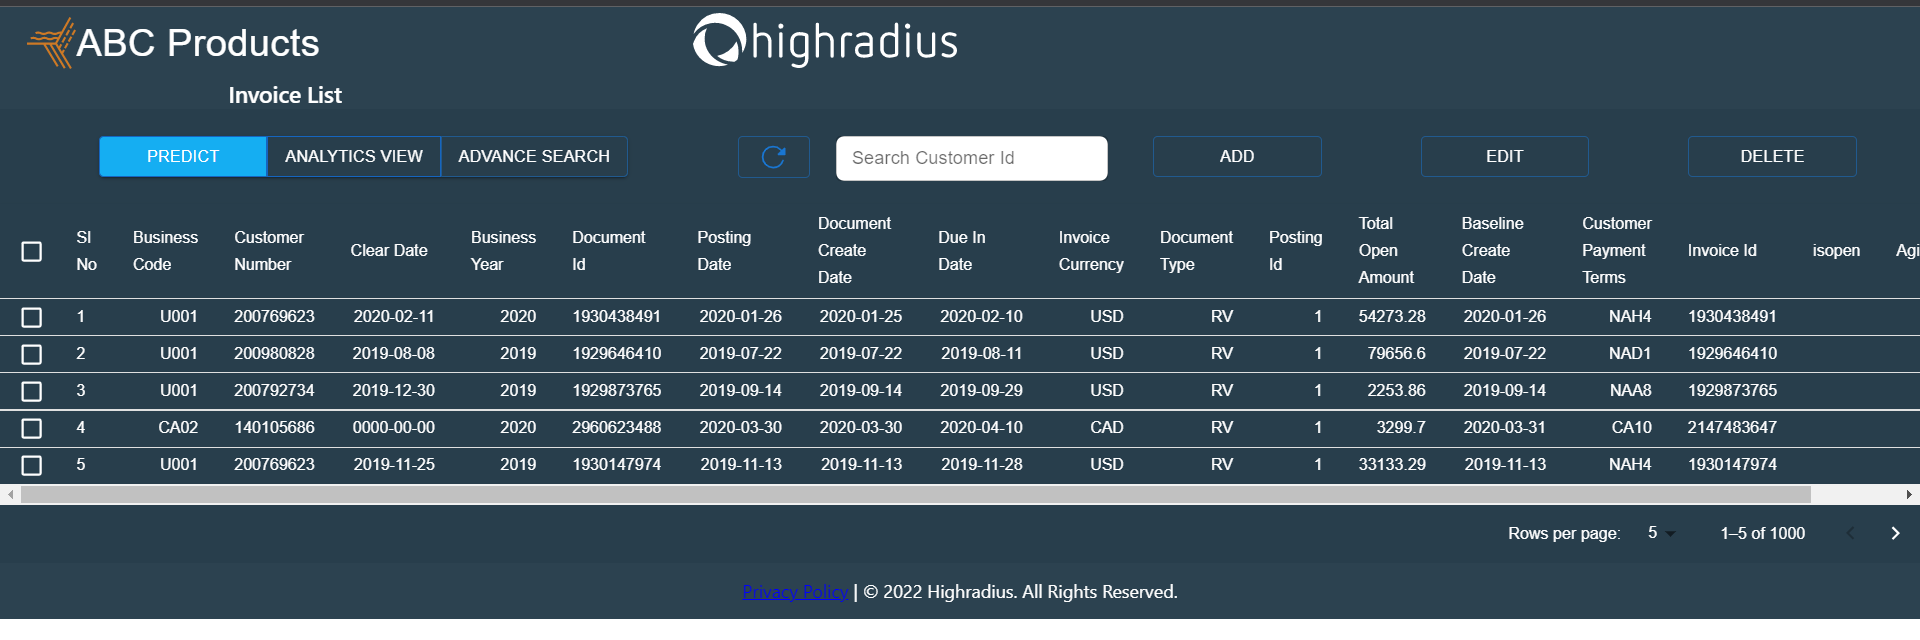 ABC Products
highradius
Invoice List
PREDICT ANALYTICS VIEW ADVANCE SEARCH Search Customer Id ADD EDIT DELETE
Sl No Business Code Customer Number Clear Date Business Year Document Id Posting Date Document Create Date Due In Date Invoice Currency Document Type Posting Id Total Open Amount Baseline Create Date Customer Payment Terms Invoice Id isopen Agi
1 U001 200769623 2020-02-11 2020 1930438491 2020-01-26 2020-01-25 2020-02-10 USD RV 1 54273.28 2020-01-26 NAH4 1930438491
2 U001 200980828 2019-08-08 2019 1929646410 2019-07-22 2019-07-22 2019-08-11 USD RV 1 79656.6 2019-07-22 NAD1 1929646410
3 U001 200792734 2019-12-30 2019 1929873765 2019-09-14 2019-09-14 2019-09-29 USD RV 1 2253.86 2019-09-14 NAA8 1929873765
4 CA02 140105686 0000-00-00 2020 2960623488 2020-03-30 2020-03-30 2020-04-10 CAD RV 1 3299.7 2020-03-31 CA10 2147483647
5 U001 200769623 2019-11-25 2019 1930147974 2019-11-13 2019-11-13 2019-11-28 USD RV 1 33133.29 2019-11-13 NAH4 1930147974
Rows per page: 5 1–5 of 1000
Privacy Policy | © 2022 Highradius. All Rights Reserved.